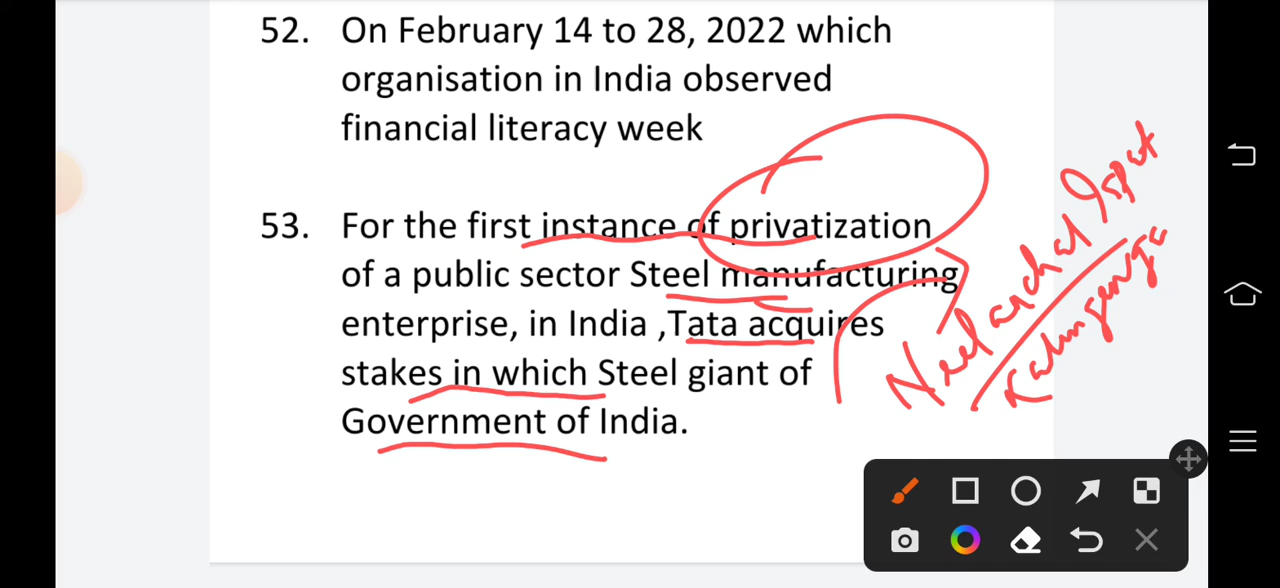 52. On February 14 to 28, 2022 which
organisation in India observed
financial literacy week
53. For the first instance of privatization
of a public sector Steel manufacturing
enterprise, in India ,Tata acquires
stakes in which Steel giant of
Government of India.
Neelanchal Ispat